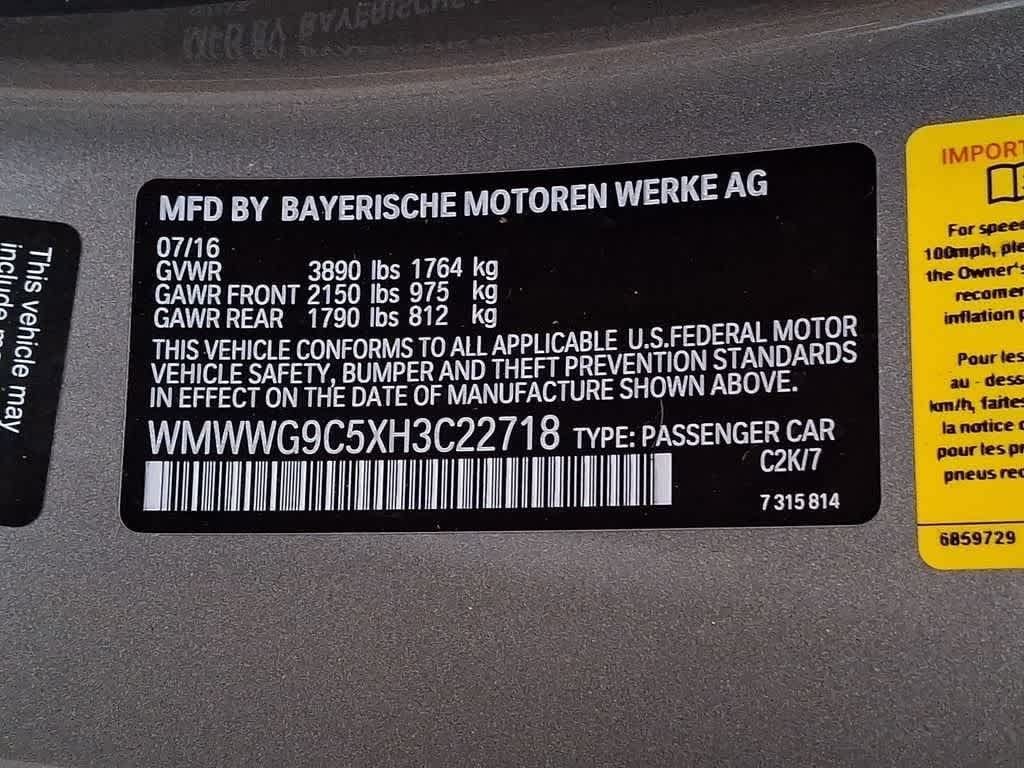 MFD BY BAYERISCHE MOTOREN WERKE AG
07/16
GVWR 3890 lbs 1764 kg
GAWR FRONT 2150 lbs 975 kg
GAWR REAR 1790 lbs 812 kg
THIS VEHICLE CONFORMS TO ALL APPLICABLE U.S.FEDERAL MOTOR
VEHICLE SAFETY, BUMPER AND THEFT PREVENTION STANDARDS
IN EFFECT ON THE DATE OF MANUFACTURE SHOWN ABOVE.
WMWWG9C5XH3C22718 TYPE: PASSENGER CAR
C2K/7
7 315 814
This vehicle may
include
IMPORT
For spee
100mph, ple
the Owner's
recomer
inflation p
Pour les
au - dess
km/h, faites
la notice d
pour les pr
pneus rec
6859729